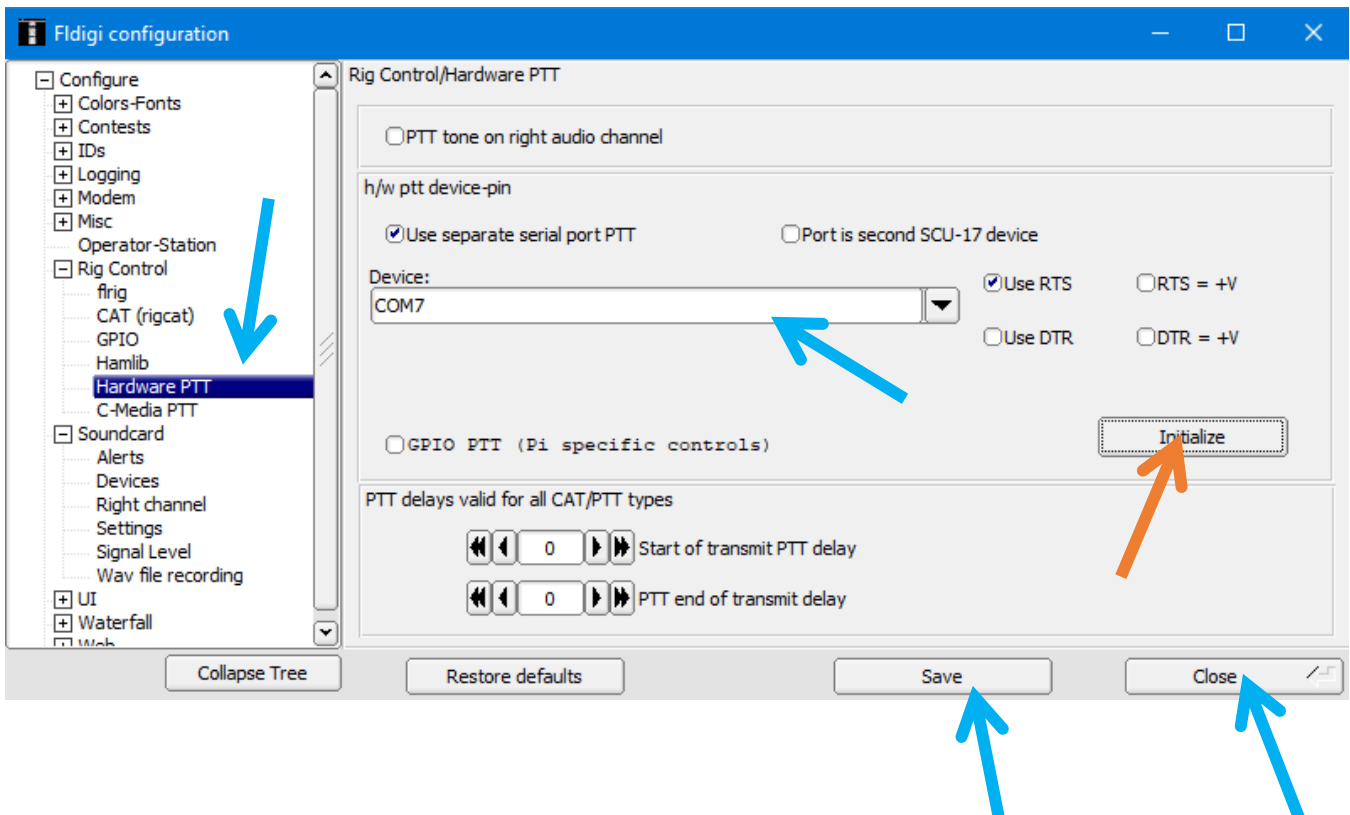 Fldigi configuration
Configure
Colors-Fonts
Contests
IDs
Logging
Modem
Misc
Operator-Station
Rig Control
flrig
CAT (rigcat)
GPIO
Hamlib
Hardware PTT
C-Media PTT
Soundcard
Alerts
Devices
Right channel
Settings
Signal Level
Wav file recording
UI
Waterfall
Web
Collapse Tree
Rig Control/Hardware PTT
PTT tone on right audio channel
h/w ptt device-pin
Use separate serial port PTT Port is second SCU-17 device
Device:
COM7
Use RTS RTS = +V
Use DTR DTR = +V
GPIO PTT (Pi specific controls)
Initialize
PTT delays valid for all CAT/PTT types
0 Start of transmit PTT delay
0 PTT end of transmit delay
Restore defaults Save Close